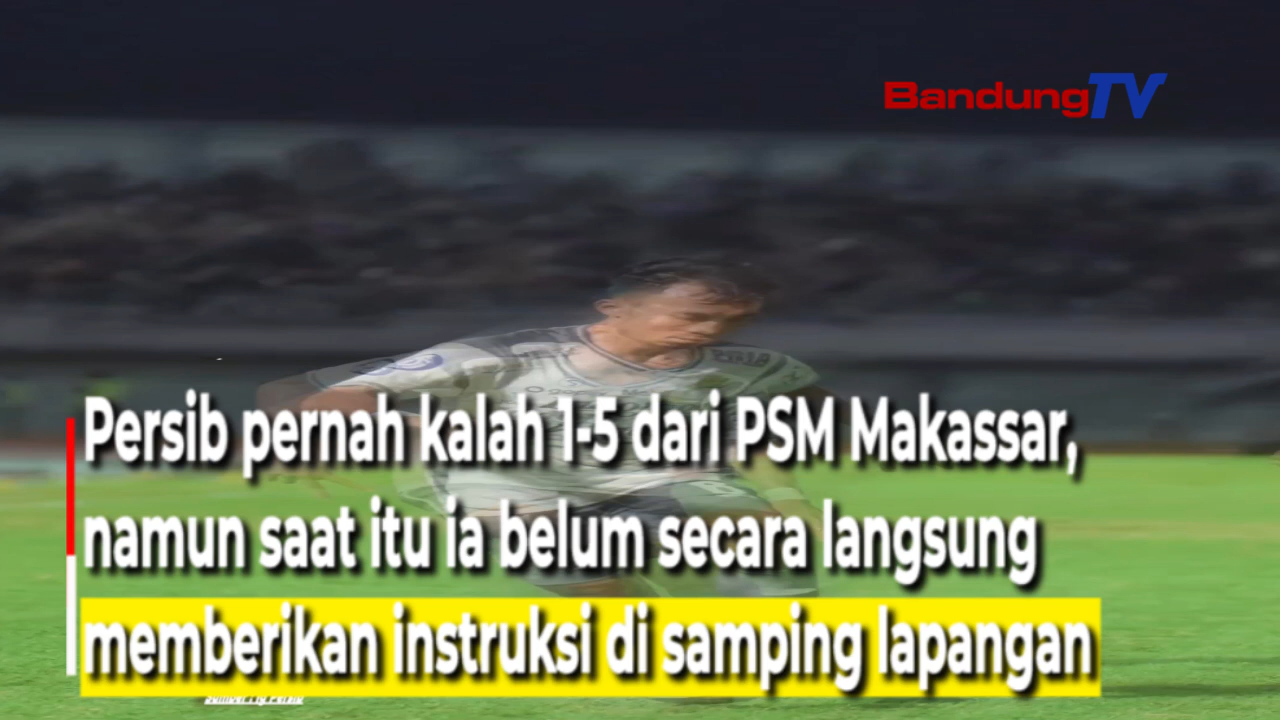 BandungTV
Persib pernah kalah 1-5 dari PSM Makassar,
namun saat itu ia belum secara langsung
memberikan instruksi di samping lapangan